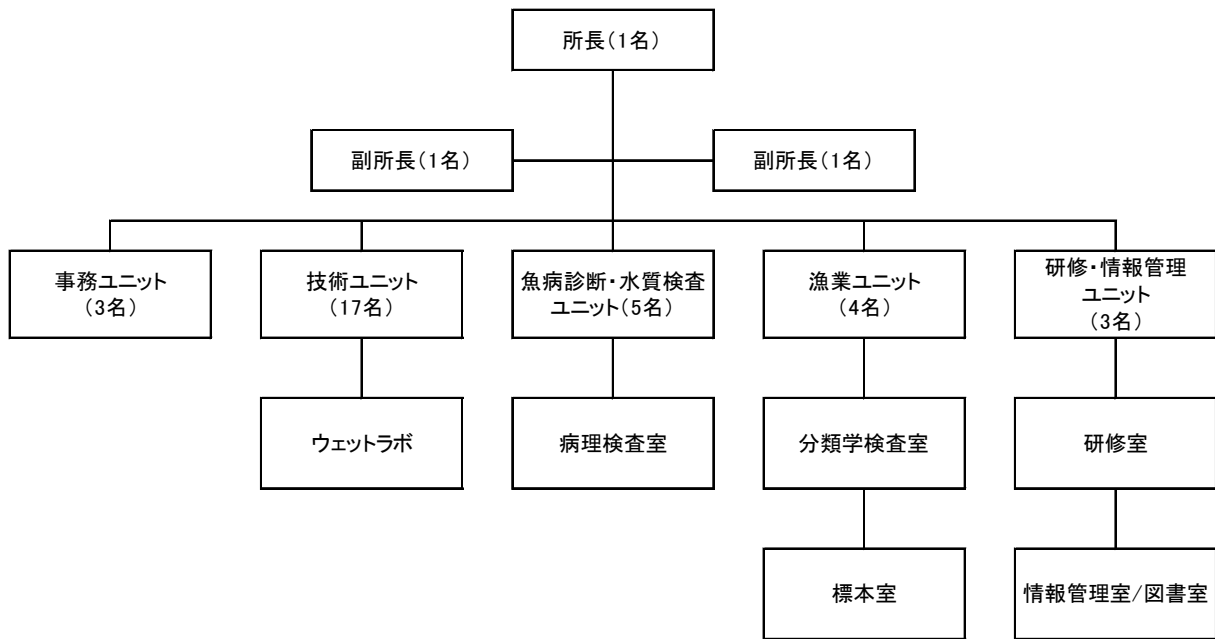 所長(1名)
副所長(1名)
副所長(1名)
事務ユニット
(3名)
技術ユニット
(17名)
魚病診断・水質検査
ユニット(5名)
漁業ユニット
(4名)
研修・情報管理
ユニット
(3名)
ウェットラボ
病理検査室
分類学検査室
研修室
標本室
情報管理室/図書室